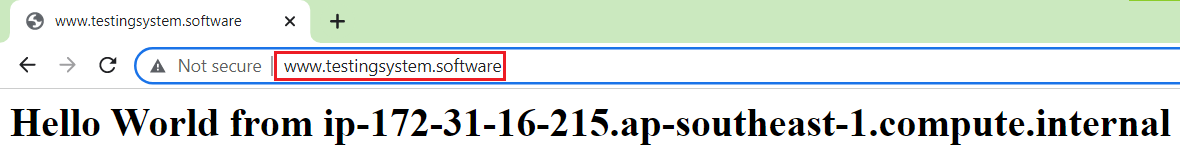 www.testingsystem.software
Not secure | www.testingsystem.software
Hello World from ip-172-31-16-215.ap-southeast-1.compute.internal